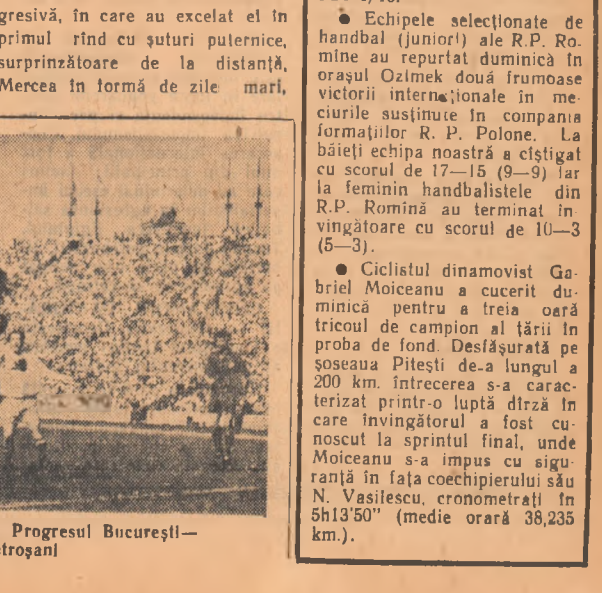 gresivă, în care au excelat ei în
primul rînd cu șuturi puternice,
surprinzătoare de la distanță,
Mercea în formă de zile mari,
Progresul București—
troșani
● Echipele selecționate de
handbal (juniori) ale R.P. Ro-
mîne au repurtat duminică în
orașul Ozimek două frumoase
victorii internaționale în me-
ciurile susținute în compania
formațiilor R. P. Polone. La
băieți echipa noastră a cîștigat
cu scorul de 17—15 (9—9) iar
la feminin handbalistele din
R.P. Romînă au terminat în-
vingătoare cu scorul de 10—3
(5—3).
● Ciclistul dinamovist Ga-
briel Moiceanu a cucerit du-
minică pentru a treia oară
tricoul de campion al țării în
proba de fond. Desfășurată pe
șoseaua Pitești de-a lungul a
200 km. întrecerea s-a carac-
terizat printr-o luptă dîrză în
care învingătorul a fost cu-
noscut la sprintul final, unde
Moiceanu s-a impus cu sigu-
ranță în fața coechipierului său
N. Vasilescu, cronometrați în
5h13'50" (medie orară 38,235
km.).